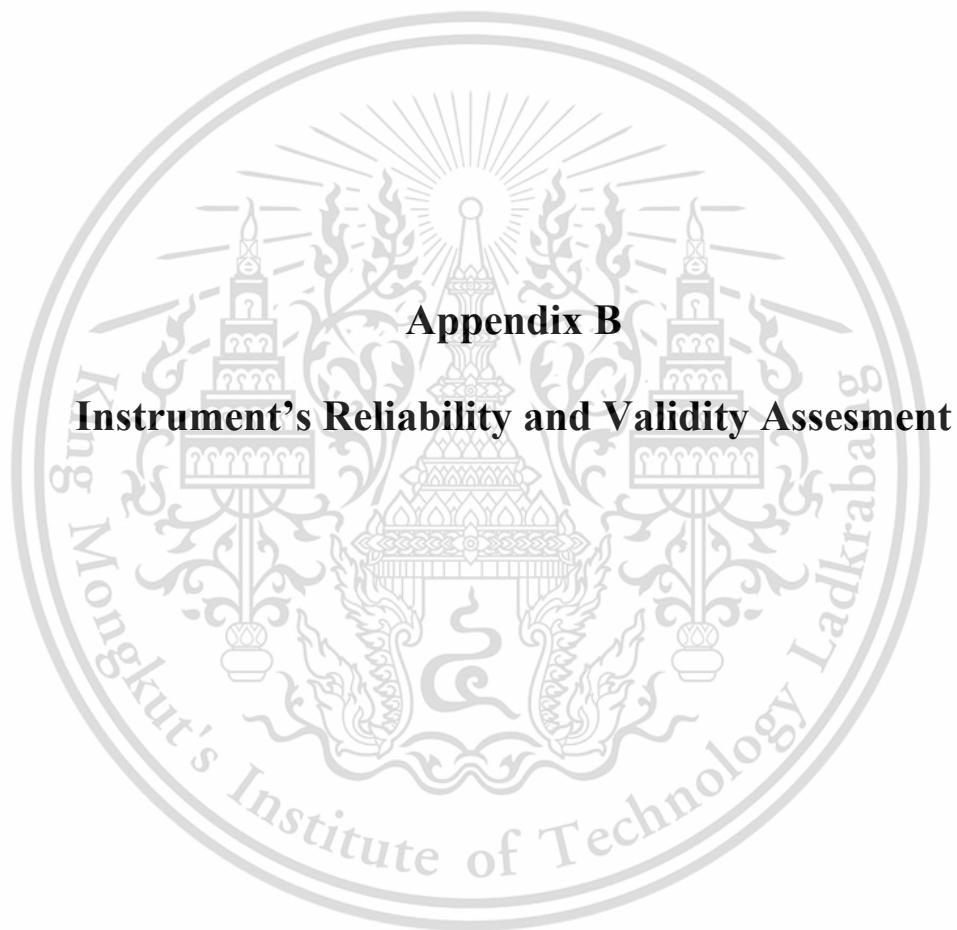 Appendix B
Instrument's Reliability and Validity Assesment
King Mongkut's Institute of Technology Ladkrabang